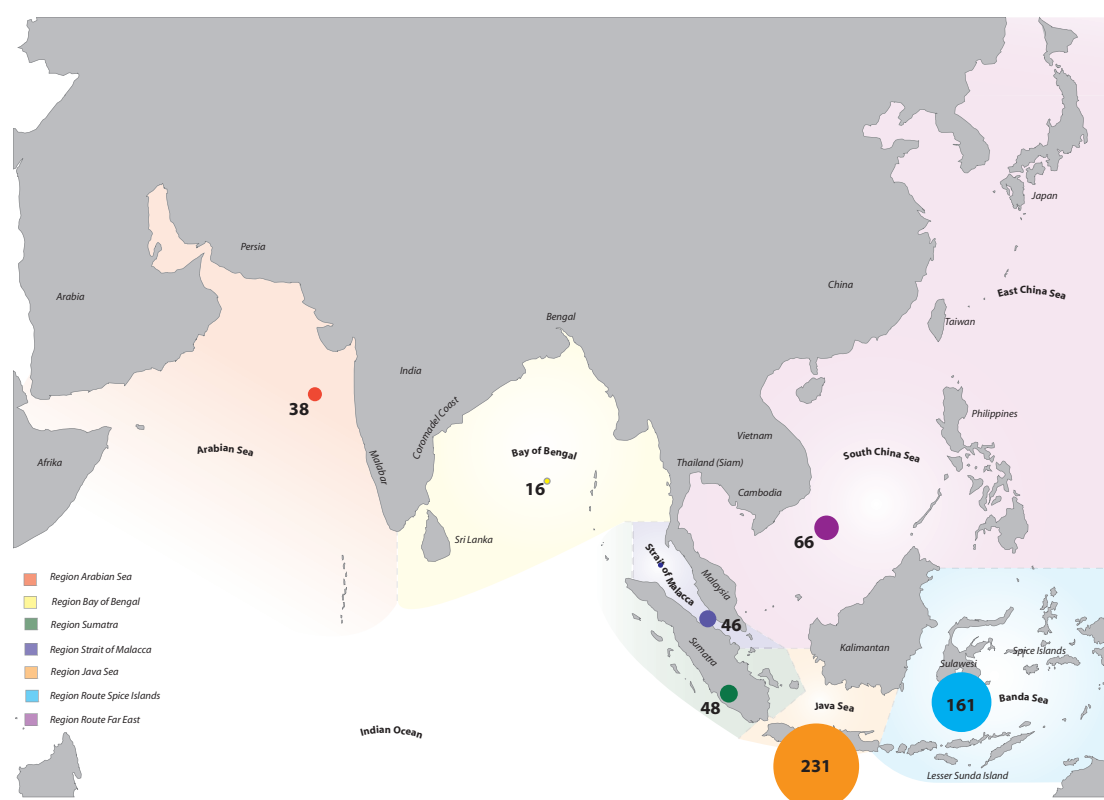 Japan
Persia
China
East China Sea
Arabia
Taiwan
Bengal
India
38
Coromadel Coast
Philippines
Arabian Sea
Malabar
Bay of Bengal
Vietnam
South China Sea
Afrika
Thailand (Siam)
16
Cambodia
Sri Lanka
66
Strait of Malacca
Malaysia
Region Arabian Sea
Region Bay of Bengal
Region Sumatra
Region Strait of Malacca
Region Java Sea
Region Route Spice Islands
Region Route Far East
46
Sumatra
Kalimantan
Spice Islands
Sulawesi
48
Java Sea
161
Banda Sea
Indian Ocean
231
Lesser Sunda Island